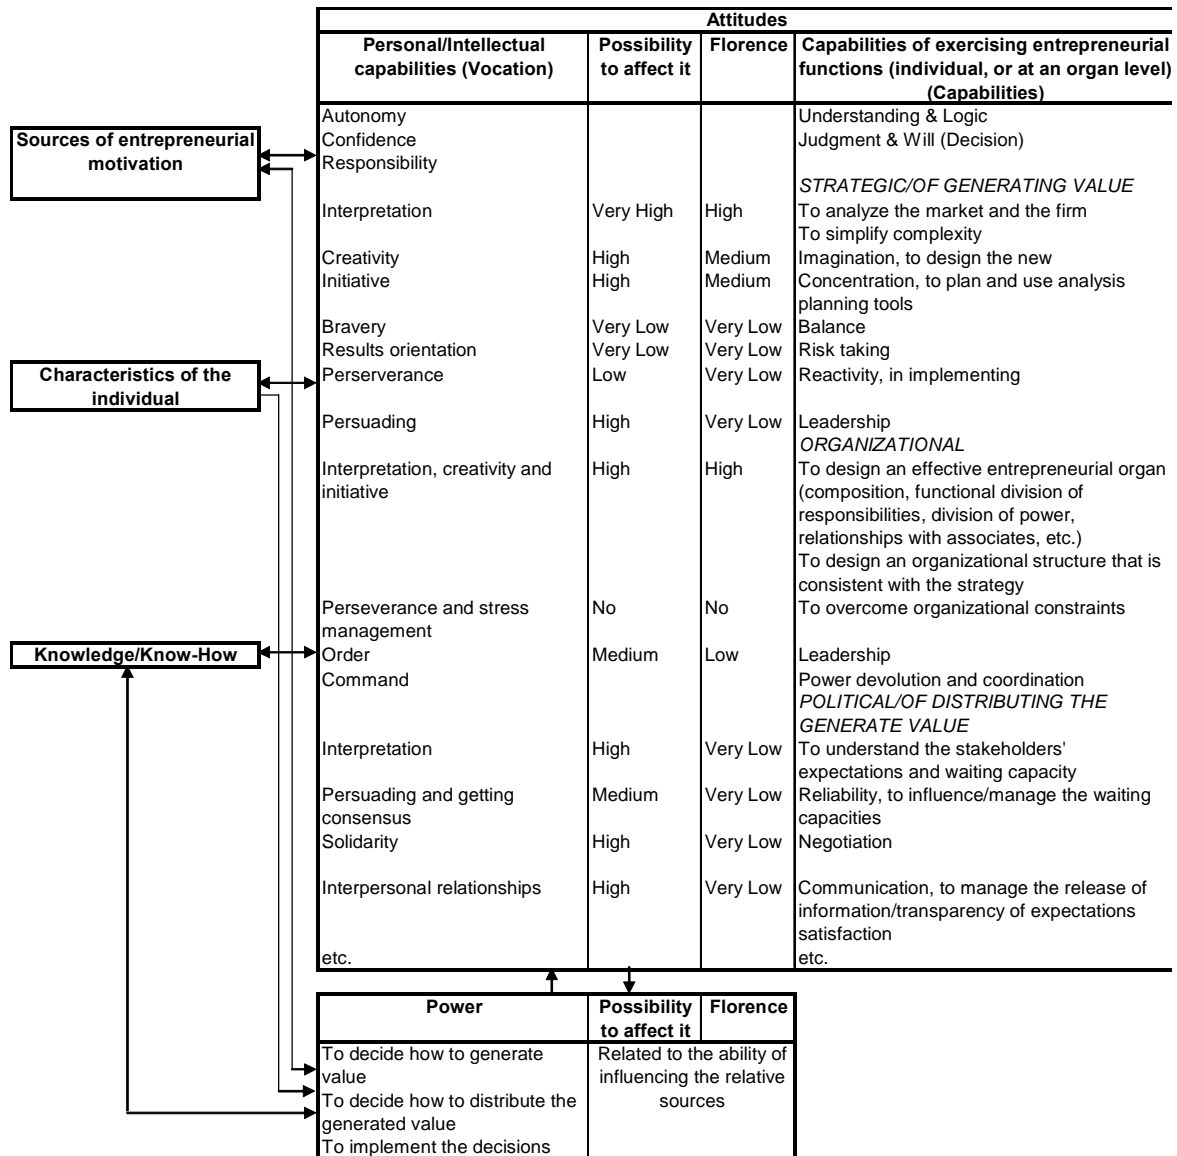 Attitudes
Personal/Intellectual capabilities (Vocation) Possibility to affect it Florence Capabilities of exercising entrepreneurial functions (individual, or at an organ level) (Capabilities)
Autonomy Understanding & Logic
Sources of entrepreneurial motivation
Confidence Judgment & Will (Decision)
Responsibility
STRATEGIC/OF GENERATING VALUE
Interpretation Very High High To analyze the market and the firm
To simplify complexity
Creativity High Medium Imagination, to design the new
Initiative High Medium Concentration, to plan and use analysis
planning tools
Bravery Very Low Very Low Balance
Results orientation Very Low Very Low Risk taking
Characteristics of the individual
Perserverance Low Very Low Reactivity, in implementing
Persuading High Very Low Leadership
ORGANIZATIONAL
Interpretation, creativity and High High To design an effective entrepreneurial organ
initiative (composition, functional division of
responsibilities, division of power,
relationships with associates, etc.)
To design an organizational structure that is
consistent with the strategy
Perseverance and stress No No To overcome organizational constraints
management
Knowledge/Know-How
Order Medium Low Leadership
Command Power devolution and coordination
POLITICAL/OF DISTRIBUTING THE
GENERATE VALUE
Interpretation High Very Low To understand the stakeholders'
expectations and waiting capacity
Persuading and getting Medium Very Low Reliability, to influence/manage the waiting
consensus capacities
Solidarity High Very Low Negotiation
Interpersonal relationships High Very Low Communication, to manage the release of
information/transparency of expectations
satisfaction
etc. etc.
Power Possibility to affect it Florence
To decide how to generate Related to the ability of
value influencing the relative
To decide how to distribute the sources
generated value
To implement the decisions